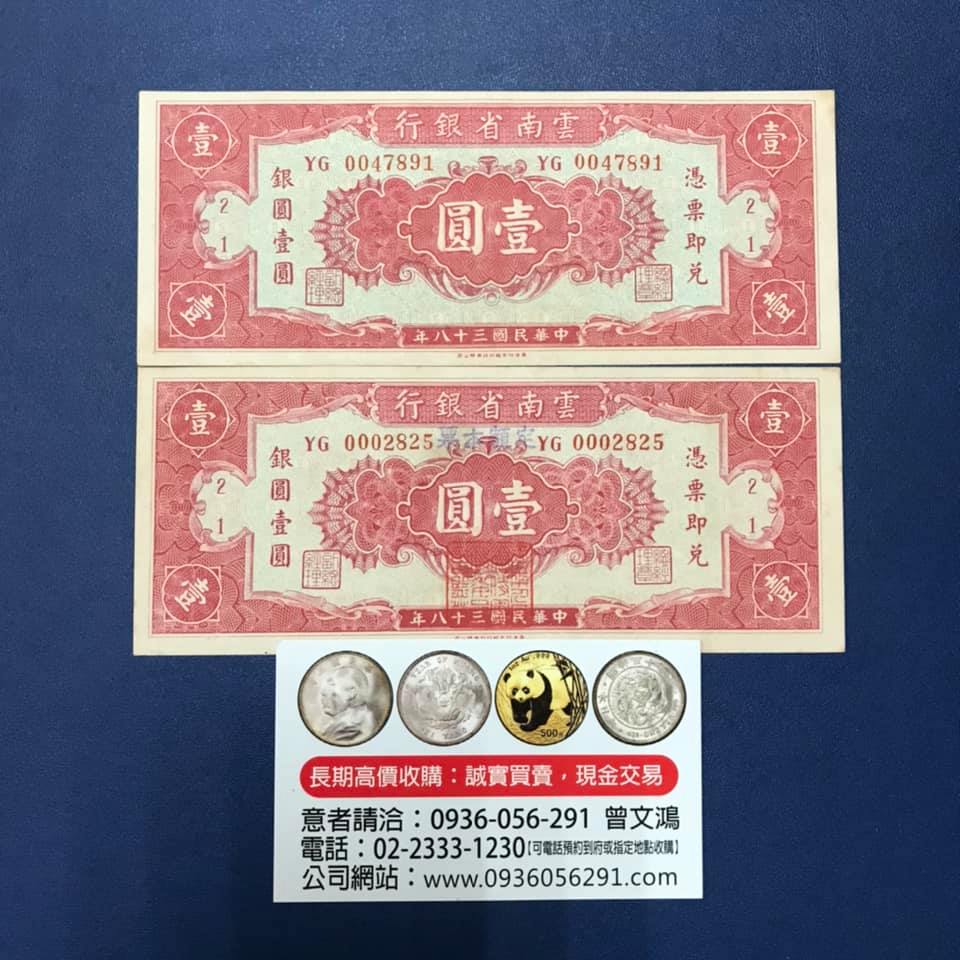 雲南省銀行
壹 壹
YG 0047891 YG 0047891
憑票即兌
銀圓壹圓
壹圓
2 1
2 1
壹 壹
中華民國三十八年
雲南省銀行
壹 壹
YG 0002825 YG 0002825
定額本票
憑票即兌
銀圓壹圓
壹圓
2 1
2 1
壹 壹
中華民國三十八年
500
長期高價收購：誠實買賣，現金交易
意者請洽：0936-056-291 曾文鴻
電話：02-2333-1230【可電話預約到府或指定地點收購】
公司網站：www.0936056291.com